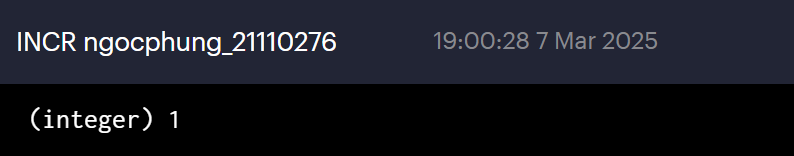 INCR ngocphung_21110276 19:00:28 7 Mar 2025
(integer) 1